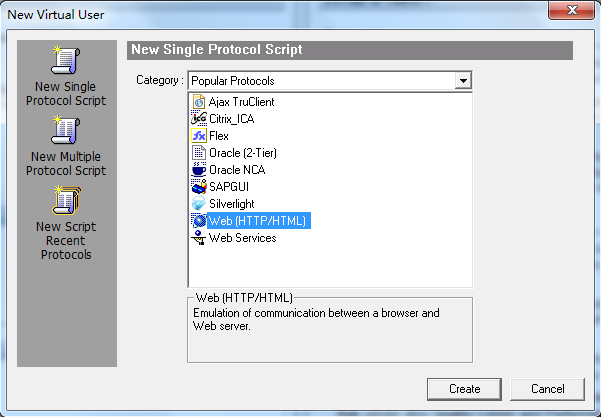 New Virtual User
New Single
Protocol Script
New Multiple
Protocol Script
New Script
Recent
Protocols
New Single Protocol Script
Category :
Popular Protocols
Ajax TruClient
Citrix_ICA
Flex
Oracle (2-Tier)
Oracle NCA
SAPGUI
Silverlight
Web (HTTP/HTML)
Web Services
Web (HTTP/HTML)
Emulation of communication between a browser and
Web server.
Create
Cancel